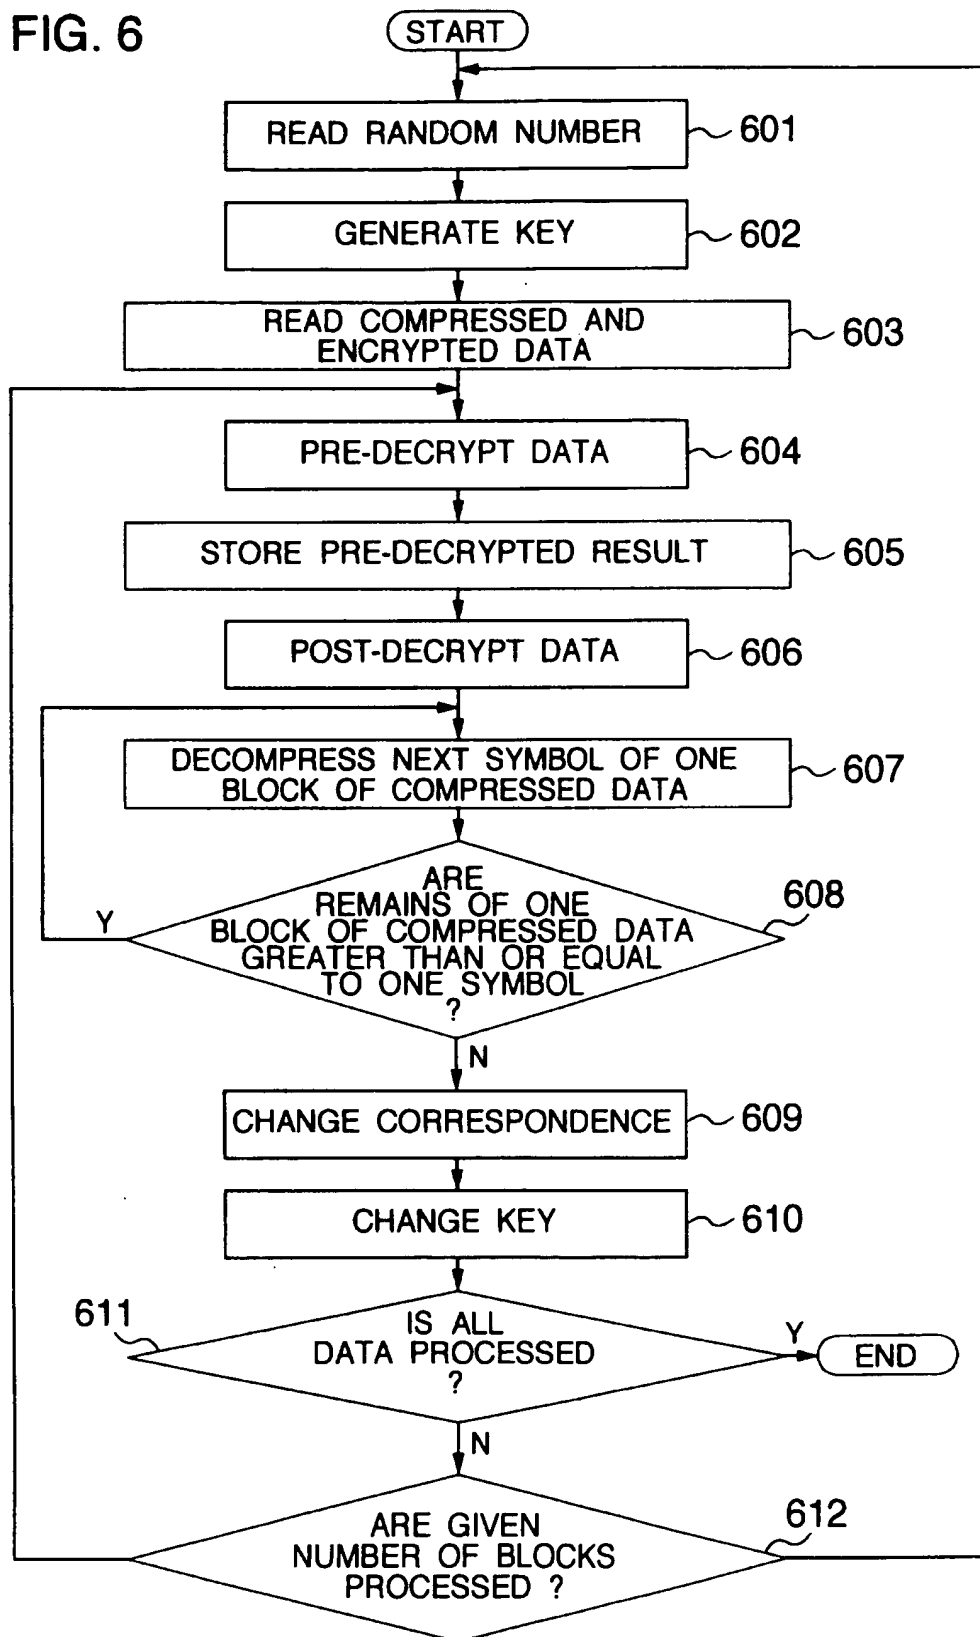 FIG. 6
START
READ RANDOM NUMBER
601
GENERATE KEY
602
READ COMPRESSED AND
ENCRYPTED DATA
603
PRE-DECRYPT DATA
604
STORE PRE-DECRYPTED RESULT
605
POST-DECRYPT DATA
606
DECOMPRESS NEXT SYMBOL OF ONE
BLOCK OF COMPRESSED DATA
607
ARE
REMAINS OF ONE
BLOCK OF COMPRESSED DATA
GREATER THAN OR EQUAL
TO ONE SYMBOL
?
608
Y
N
CHANGE CORRESPONDENCE
609
CHANGE KEY
610
611
IS ALL
DATA PROCESSED
?
Y
END
N
ARE GIVEN
NUMBER OF BLOCKS
PROCESSED ?
612